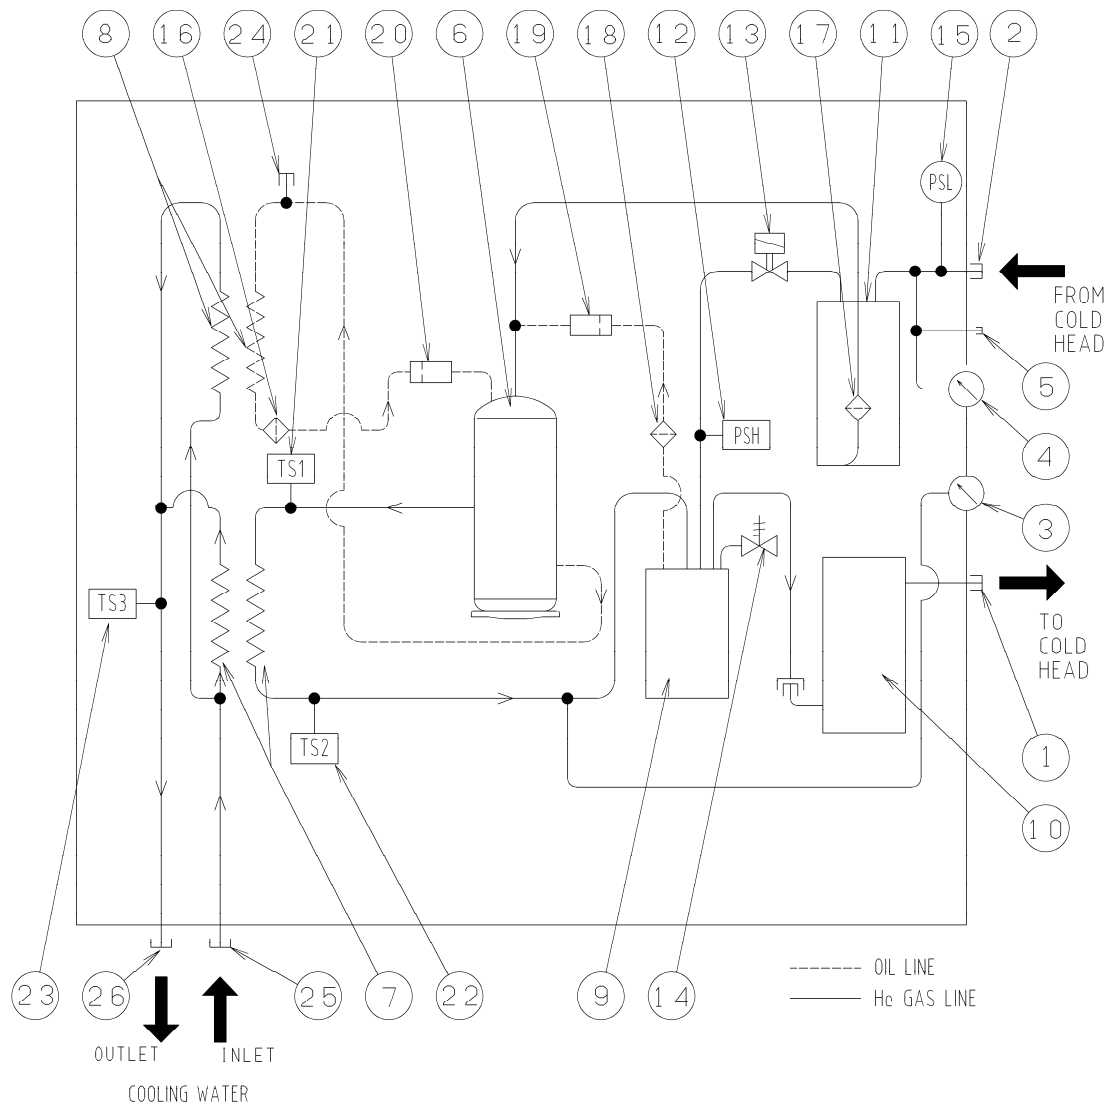 8 16 24 21 20 6 19 18 12 13 17 11 15 2
PSL
FROM
COLD
HEAD
5
PSH
4
TS1
3
TS3
TO
COLD
HEAD
TS2
1
10
23 26 25 7 22 9 14
OIL LINE
He GAS LINE
OUTLET INLET
COOLING WATER